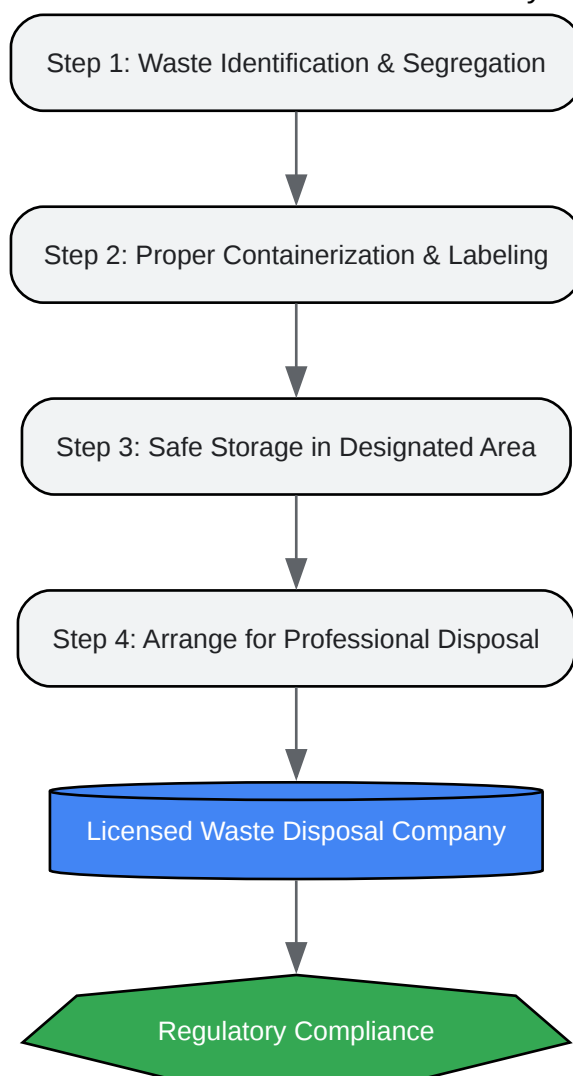 Step 1: Waste Identification & Segregation
Step 2: Proper Containerization & Labeling
Step 3: Safe Storage in Designated Area
Step 4: Arrange for Professional Disposal
Licensed Waste Disposal Company
Regulatory Compliance